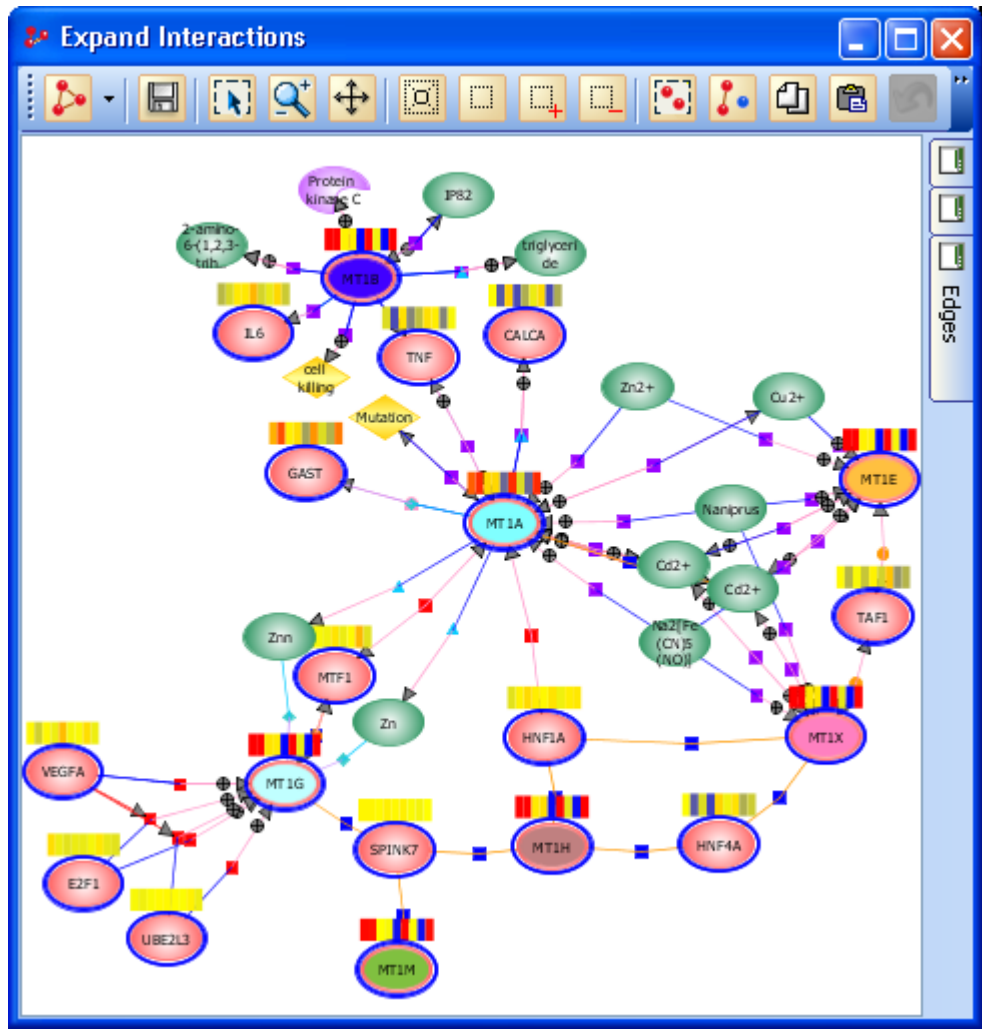 Expand Interactions
Edges
Protein
kinase C
IP82
2-amino-
6-(1,2,3-
trih...
triglyceri
de
MT1B
IL6
TNF
CALCA
cell
killing
Mutation
Zn2+
Cu2+
GAST
MT1E
MT1A
Naniprus
Cd2+
Cd2+
TAF1
Na2[Fe
(CN)5
(NO)]
Znn
MTF1
Zn
HNF1A
MT1X
VEGFA
MT1G
SPINK7
MT1H
HNF4A
E2F1
UBE2L3
MT1M